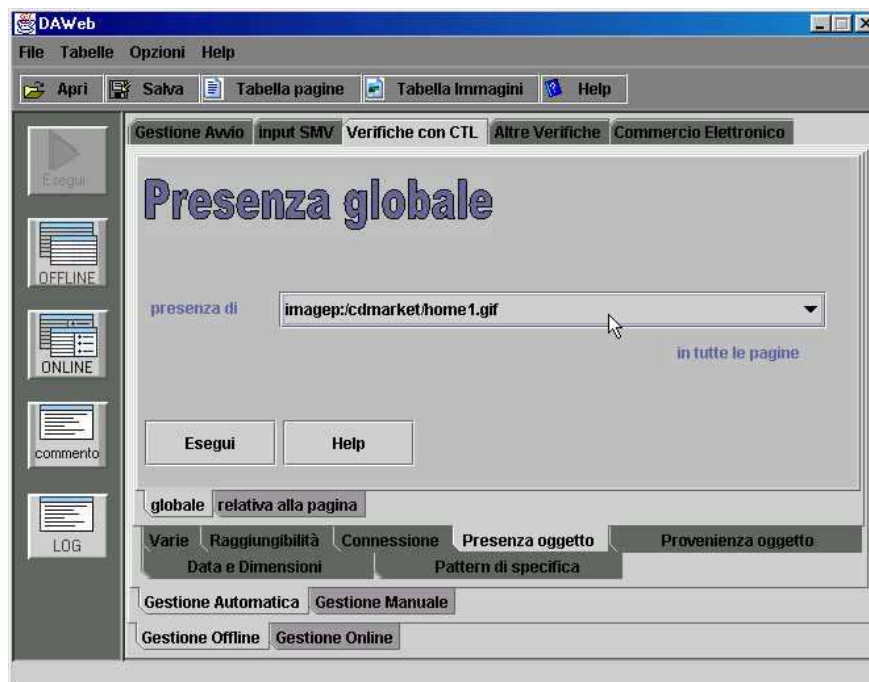 DAWeb
File Tabelle Opzioni Help
Apri Salva Tabella pagine Tabella Immagini Help
Gestione Avvio input SMV Verifiche con CTL Altre Verifiche Commercio Elettronico
Esegui
OFFLINE
ONLINE
commento
LOG
Presenza globale
presenza di imagep:/cdmarket/home1.gif
in tutte le pagine
Esegui Help
globale relativa alla pagina
Varie Raggiungibilità Connessione Presenza oggetto Provenienza oggetto
Data e Dimensioni Pattern di specifica
Gestione Automatica Gestione Manuale
Gestione Offline Gestione Online